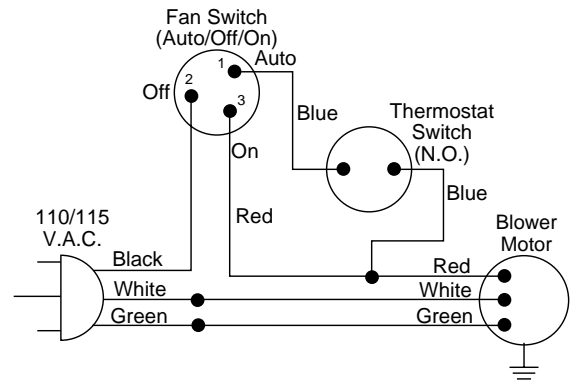 Fan Switch
(Auto/Off/On)
1
Auto
2
Off
3
On
Blue
Thermostat
Switch
(N.O.)
Blue
Red
110/115
V.A.C.
Black
White
Green
Blower
Motor
Red
White
Green